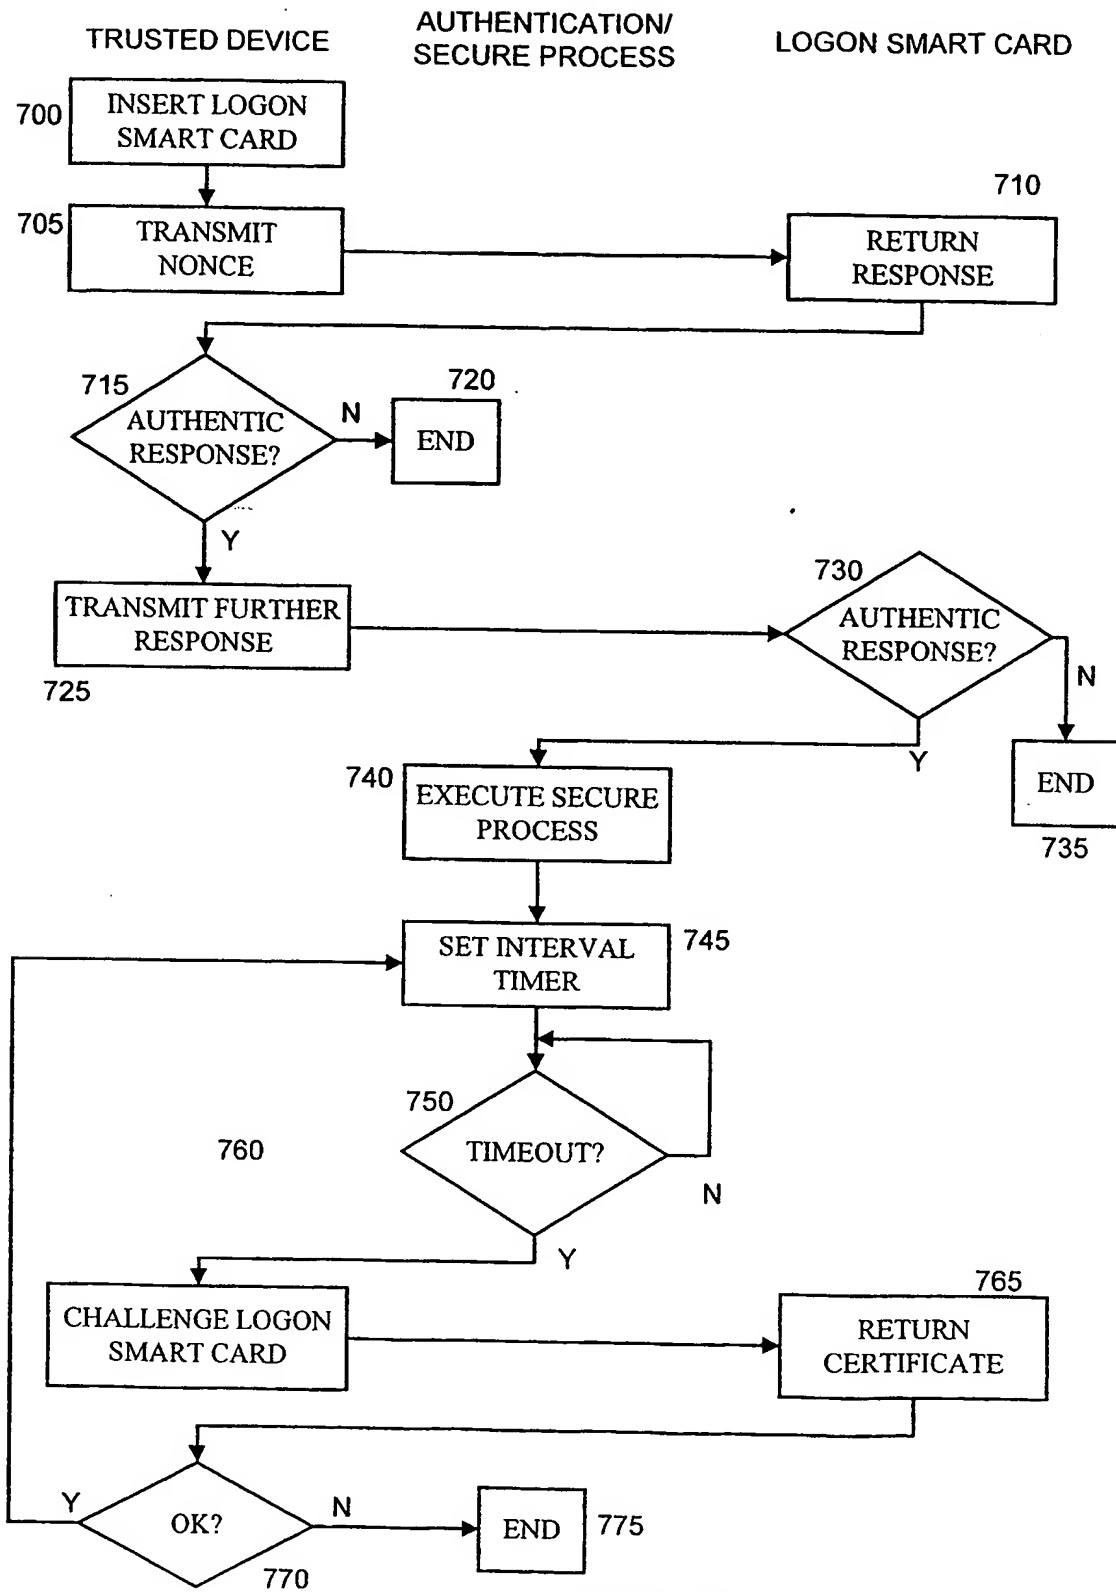 TRUSTED DEVICE
AUTHENTICATION/
SECURE PROCESS
LOGON SMART CARD
700
INSERT LOGON
SMART CARD
705
TRANSMIT
NONCE
710
RETURN
RESPONSE
715
AUTHENTIC
RESPONSE?
N
720
END
Y
TRANSMIT FURTHER
RESPONSE
725
730
AUTHENTIC
RESPONSE?
N
Y
END
735
740
EXECUTE SECURE
PROCESS
SET INTERVAL
TIMER
745
750
TIMEOUT?
N
Y
760
CHALLENGE LOGON
SMART CARD
765
RETURN
CERTIFICATE
Y
OK?
N
770
END
775